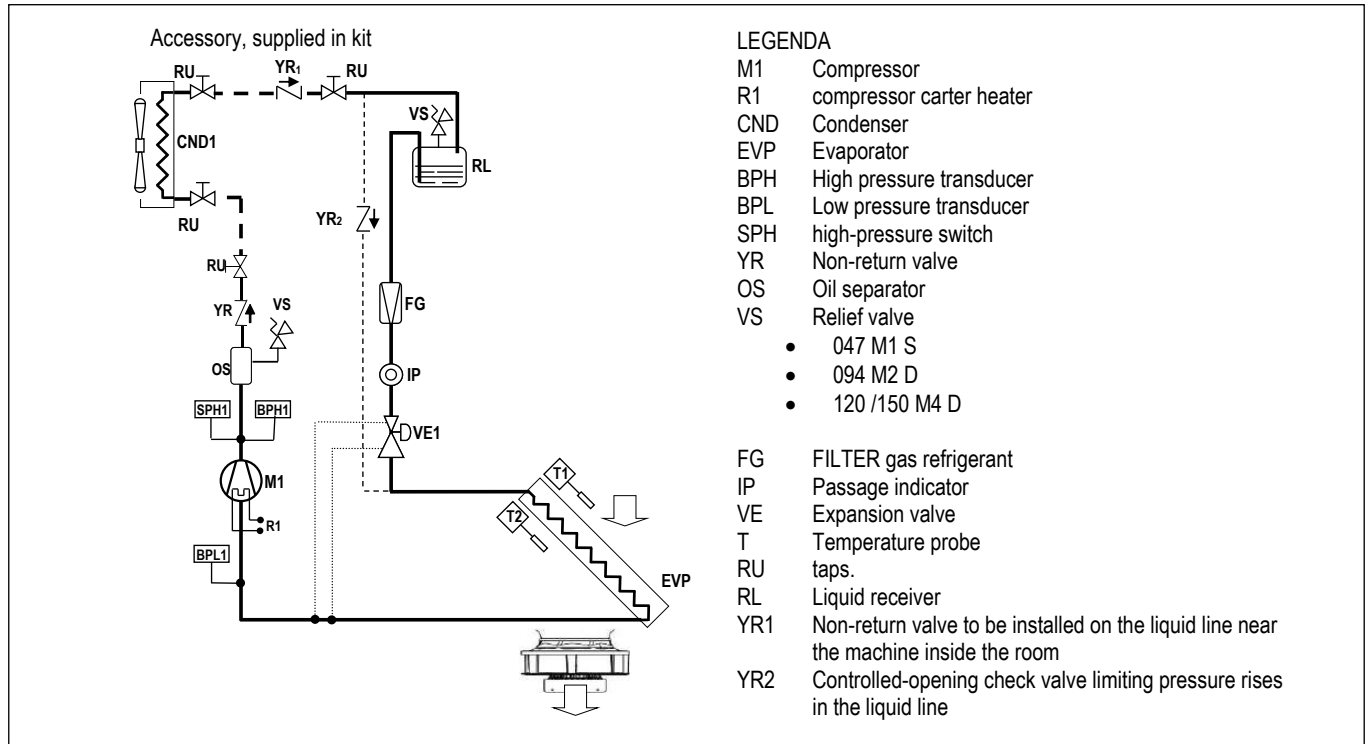 Accessory, supplied in kit
RU
YR1
RU
VS
CND1
RL
RU
YR2
RU
FG
YR
VS
OS
IP
SPH1
BPH1
VE1
M1
T1
R1
T2
BPL1
EVP
LEGENDA
M1 Compressor
R1 compressor carter heater
CND Condenser
EVP Evaporator
BPH High pressure transducer
BPL Low pressure transducer
SPH high-pressure switch
YR Non-return valve
OS Oil separator
VS Relief valve
• 047 M1 S
• 094 M2 D
• 120 /150 M4 D
FG FILTER gas refrigerant
IP Passage indicator
VE Expansion valve
T Temperature probe
RU taps.
RL Liquid receiver
YR1 Non-return valve to be installed on the liquid line near
the machine inside the room
YR2 Controlled-opening check valve limiting pressure rises
in the liquid line